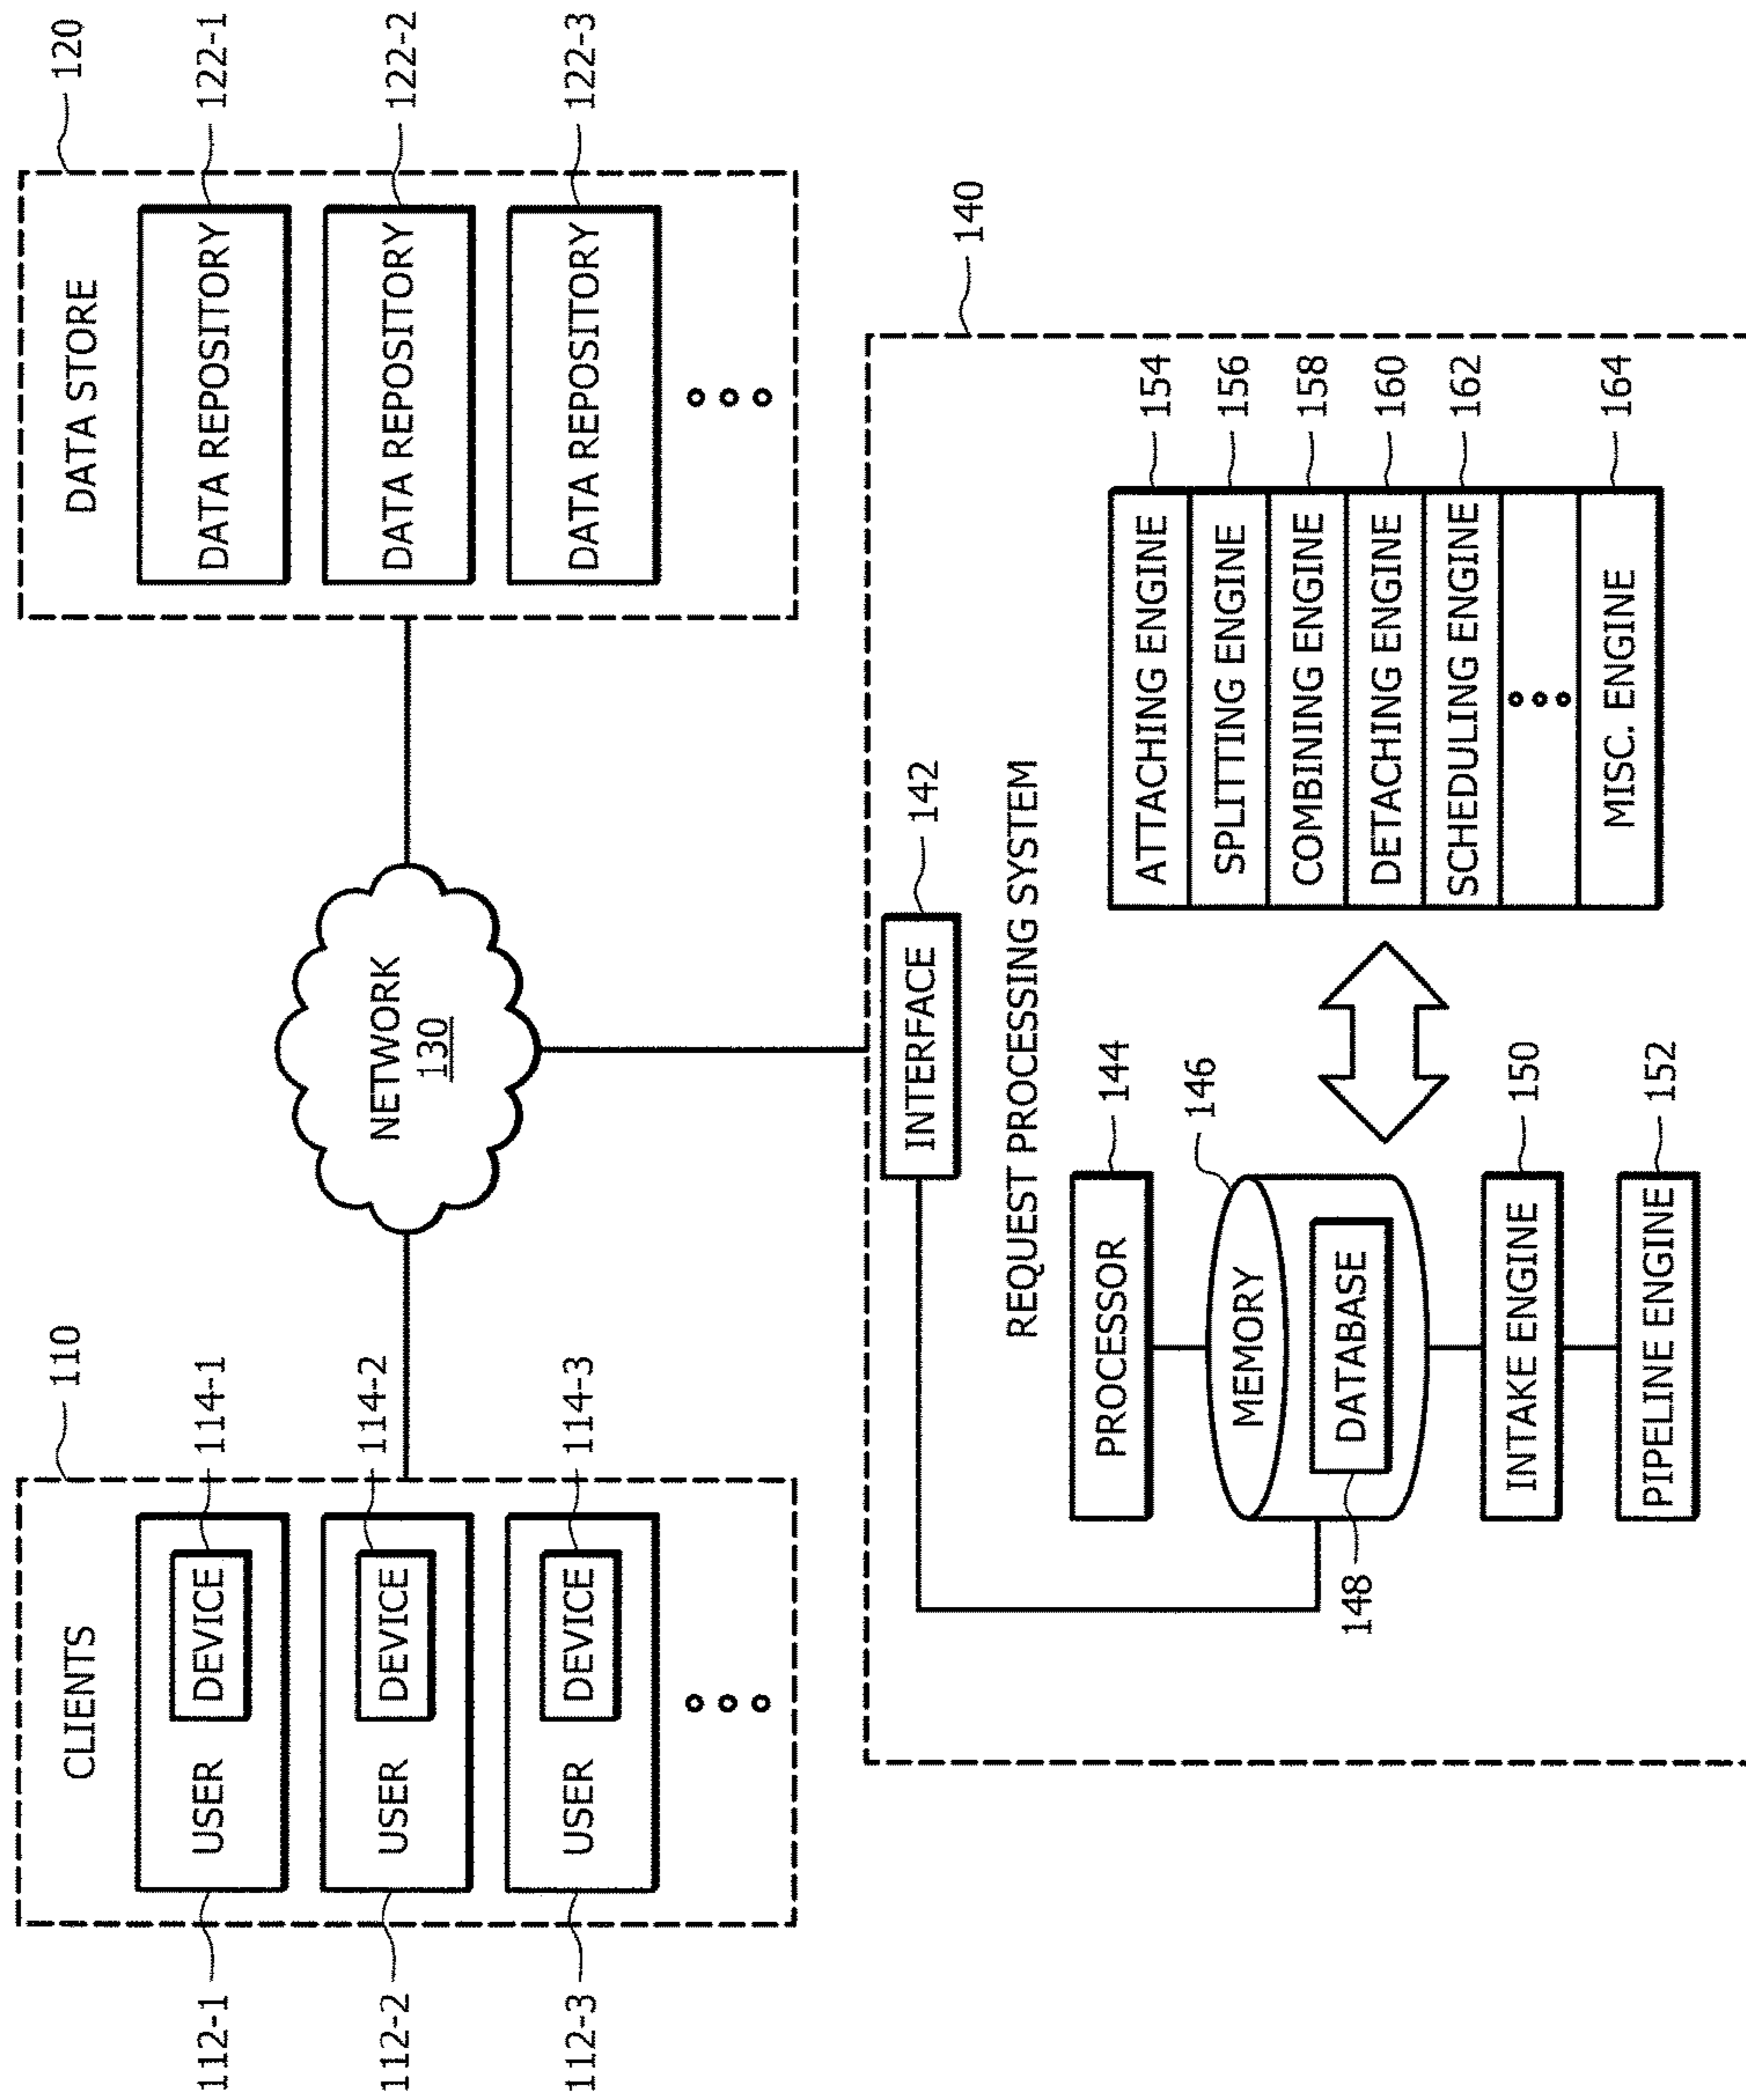 110
120
CLIENTS
DATA STORE
112-1
USER
DEVICE
114-1
DATA REPOSITORY
122-1
112-2
USER
DEVICE
114-2
NETWORK
130
DATA REPOSITORY
122-2
112-3
USER
DEVICE
114-3
DATA REPOSITORY
122-3
140
INTERFACE
142
REQUEST PROCESSING SYSTEM
PROCESSOR
144
MEMORY
146
DATABASE
148
INTAKE ENGINE
150
PIPELINE ENGINE
152
ATTACHING ENGINE
154
SPLITTING ENGINE
156
COMBINING ENGINE
158
DETACHING ENGINE
160
SCHEDULING ENGINE
162
MISC. ENGINE
164